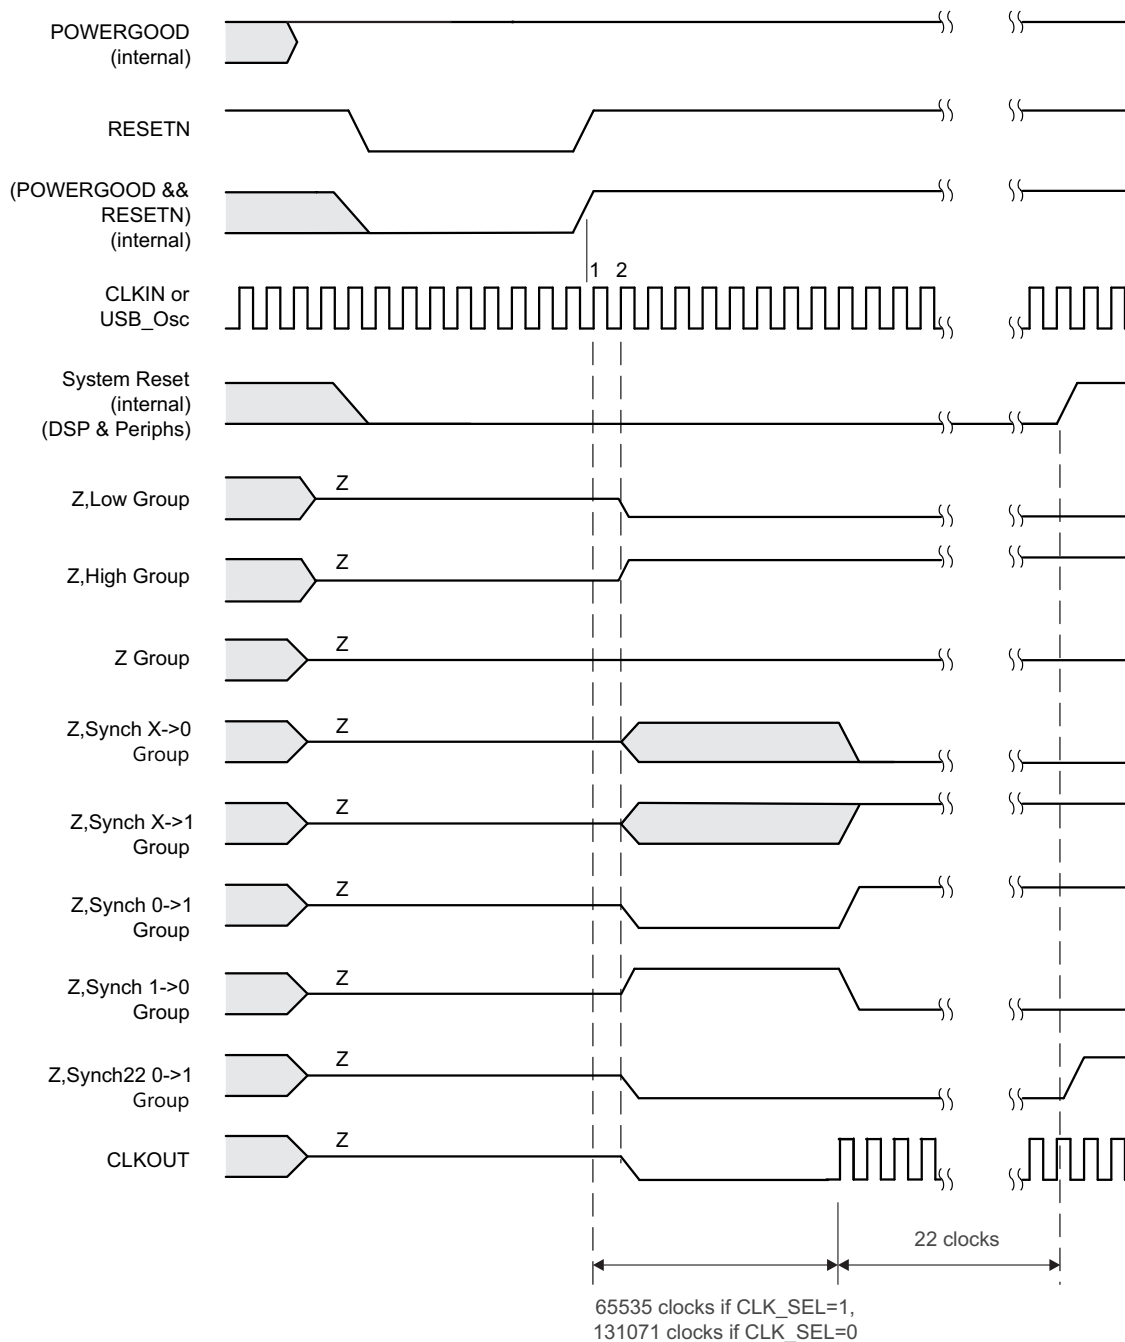 POWERGOOD
(internal)
RESETN
(POWERGOOD &&
RESETN)
(internal)
1 2
CLKIN or
USB_Osc
System Reset
(internal)
(DSP & Periphs)
Z
Z,Low Group
Z
Z,High Group
Z
Z Group
Z
Z,Synch X->0
Group
Z
Z,Synch X->1
Group
Z
Z,Synch 0->1
Group
Z
Z,Synch 1->0
Group
Z
Z,Synch22 0->1
Group
Z
CLKOUT
22 clocks
65535 clocks if CLK_SEL=1,
131071 clocks if CLK_SEL=0